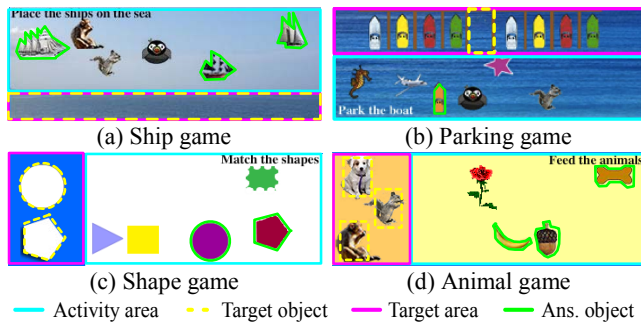 Place the ships on the sea
(a) Ship game
Park the boat
(b) Parking game
Match the shapes
(c) Shape game
Feed the animals
(d) Animal game
Activity area
Target object
Target area
Ans. object